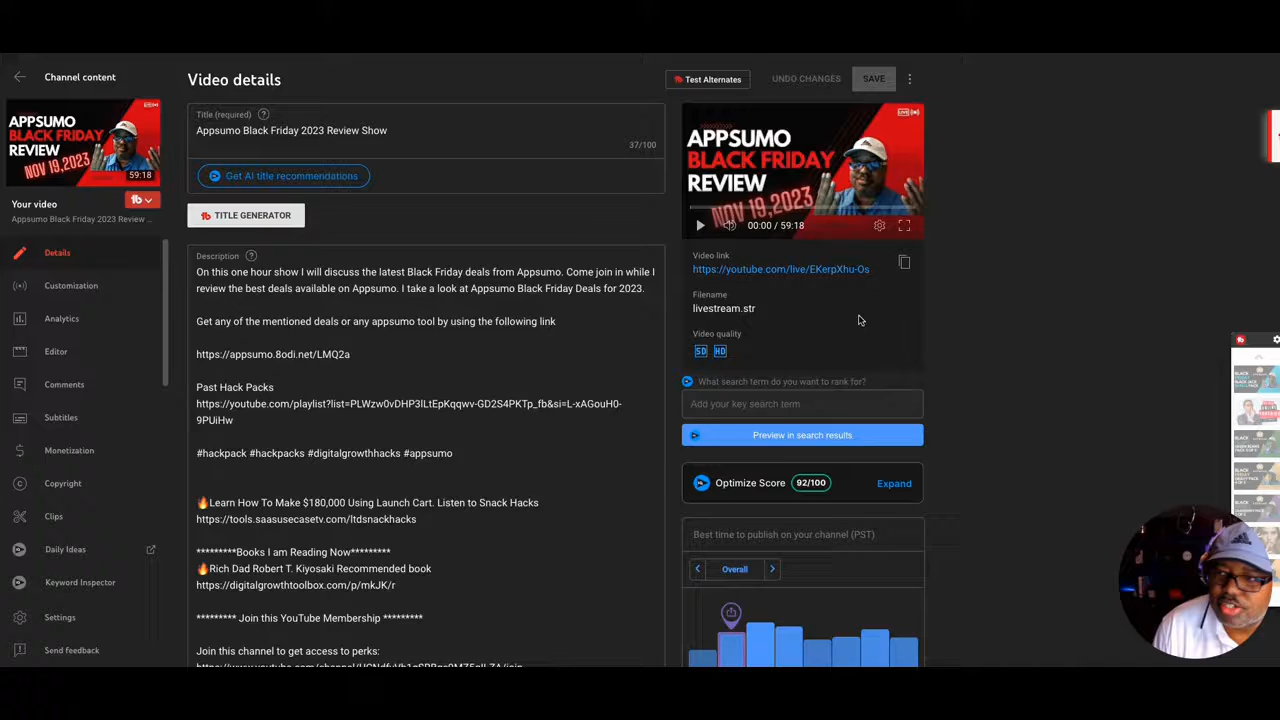 Channel content
APPSUMO
BLACK FRIDAY
REVIEW
NOV 19,2023
59:18
Your video
Appsumo Black Friday 2023 Review ...
Details
Customization
Analytics
Editor
Comments
Subtitles
Monetization
Copyright
Clips
Daily Ideas
Keyword Inspector
Settings
Send feedback
Video details
Test Alternates
UNDO CHANGES
SAVE
Title (required)
Appsumo Black Friday 2023 Review Show
37/100
Get AI title recommendations
TITLE GENERATOR
Description
On this one hour show I will discuss the latest Black Friday deals from Appsumo. Come join in while I
review the best deals available on Appsumo. I take a look at Appsumo Black Friday Deals for 2023.
Get any of the mentioned deals or any appsumo tool by using the following link
https://appsumo.8odi.net/LMQ2a
Past Hack Packs
https://youtube.com/playlist?list=PLWzw0vDHP3ILtEpKqqwv-GD2S4PKTp_fb&si=L-xAGouH0-
9PUiHw
#hackpack #hackpacks #digitalgrowthhacks #appsumo
🔥Learn How To Make $180,000 Using Launch Cart. Listen to Snack Hacks
https://tools.saasusecasetv.com/ltdsnackhacks
*********Books I am Reading Now*********
🔥Rich Dad Robert T. Kiyosaki Recommended book
https://digitalgrowthtoolbox.com/p/mkJK/r
********* Join this YouTube Membership *********
Join this channel to get access to perks:
LIVE
APPSUMO
BLACK FRIDAY
REVIEW
NOV 19,2023
00:00 / 59:18
Video link
https://youtube.com/live/EKerpXhu-Os
Filename
livestream.str
Video quality
SD HD
What search term do you want to rank for?
Add your key search term
Preview in search results
Optimize Score 92/100 Expand
Best time to publish on your channel (PST)
Overall